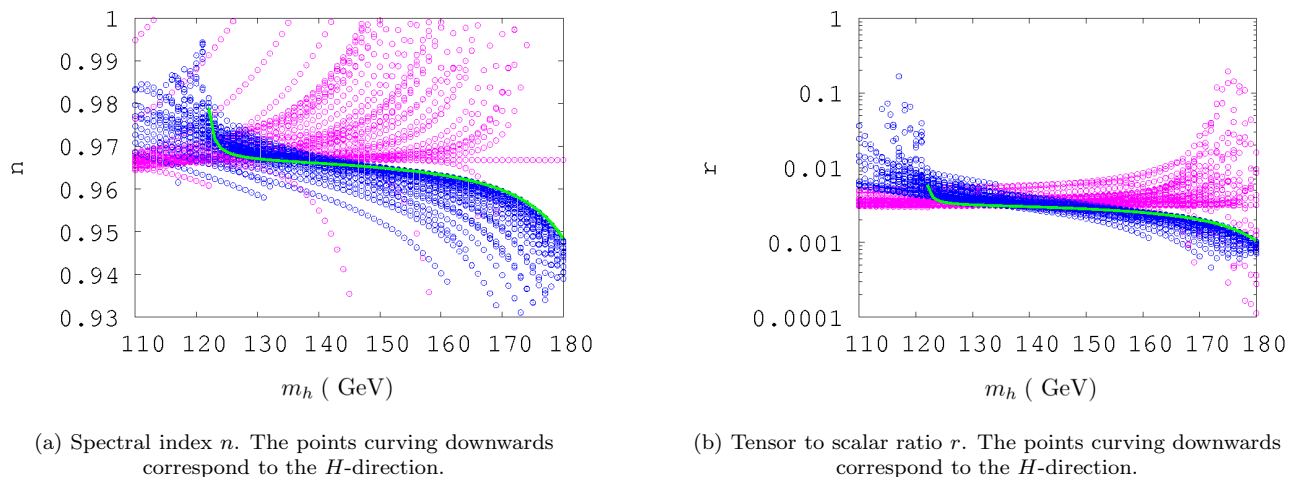 1
0.99
0.98
0.97
0.96
0.95
0.94
0.93
n
110 120 130 140 150 160 170 180
m_h ( GeV)
(a) Spectral index n. The points curving downwards
correspond to the H-direction.
1
0.1
0.01
0.001
0.0001
r
110 120 130 140 150 160 170 180
m_h ( GeV)
(b) Tensor to scalar ratio r. The points curving downwards
correspond to the H-direction.